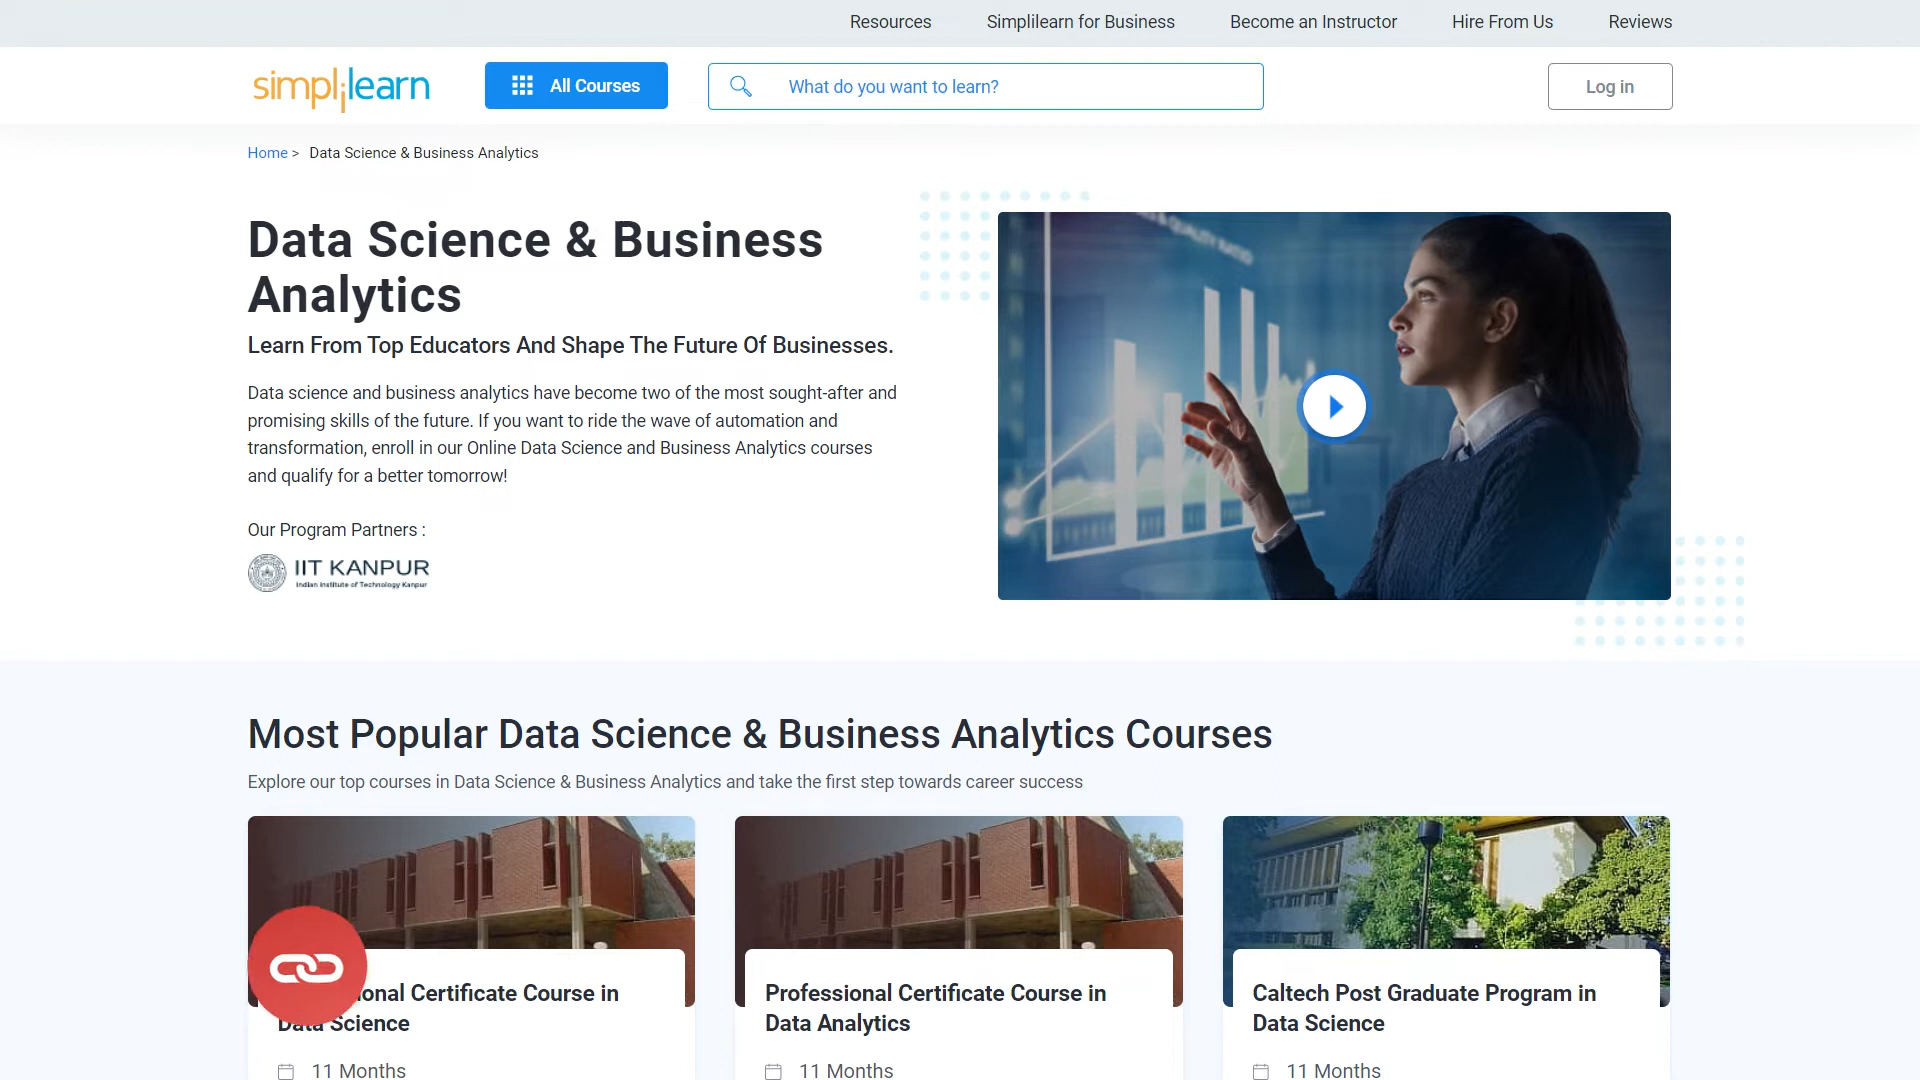 Resources Simplilearn for Business Become an Instructor Hire From Us Reviews
simplilearn All Courses What do you want to learn? Log in
Home > Data Science & Business Analytics
Data Science & Business
Analytics
Learn From Top Educators And Shape The Future Of Businesses.
Data science and business analytics have become two of the most sought-after and
promising skills of the future. If you want to ride the wave of automation and
transformation, enroll in our Online Data Science and Business Analytics courses
and qualify for a better tomorrow!
Our Program Partners :
IIT KANPUR
Indian Institute of Technology Kanpur
Most Popular Data Science & Business Analytics Courses
Explore our top courses in Data Science & Business Analytics and take the first step towards career success
Certificate Course in
Data Science
11 Months
Professional Certificate Course in
Data Analytics
11 Months
Caltech Post Graduate Program in
Data Science
11 Months